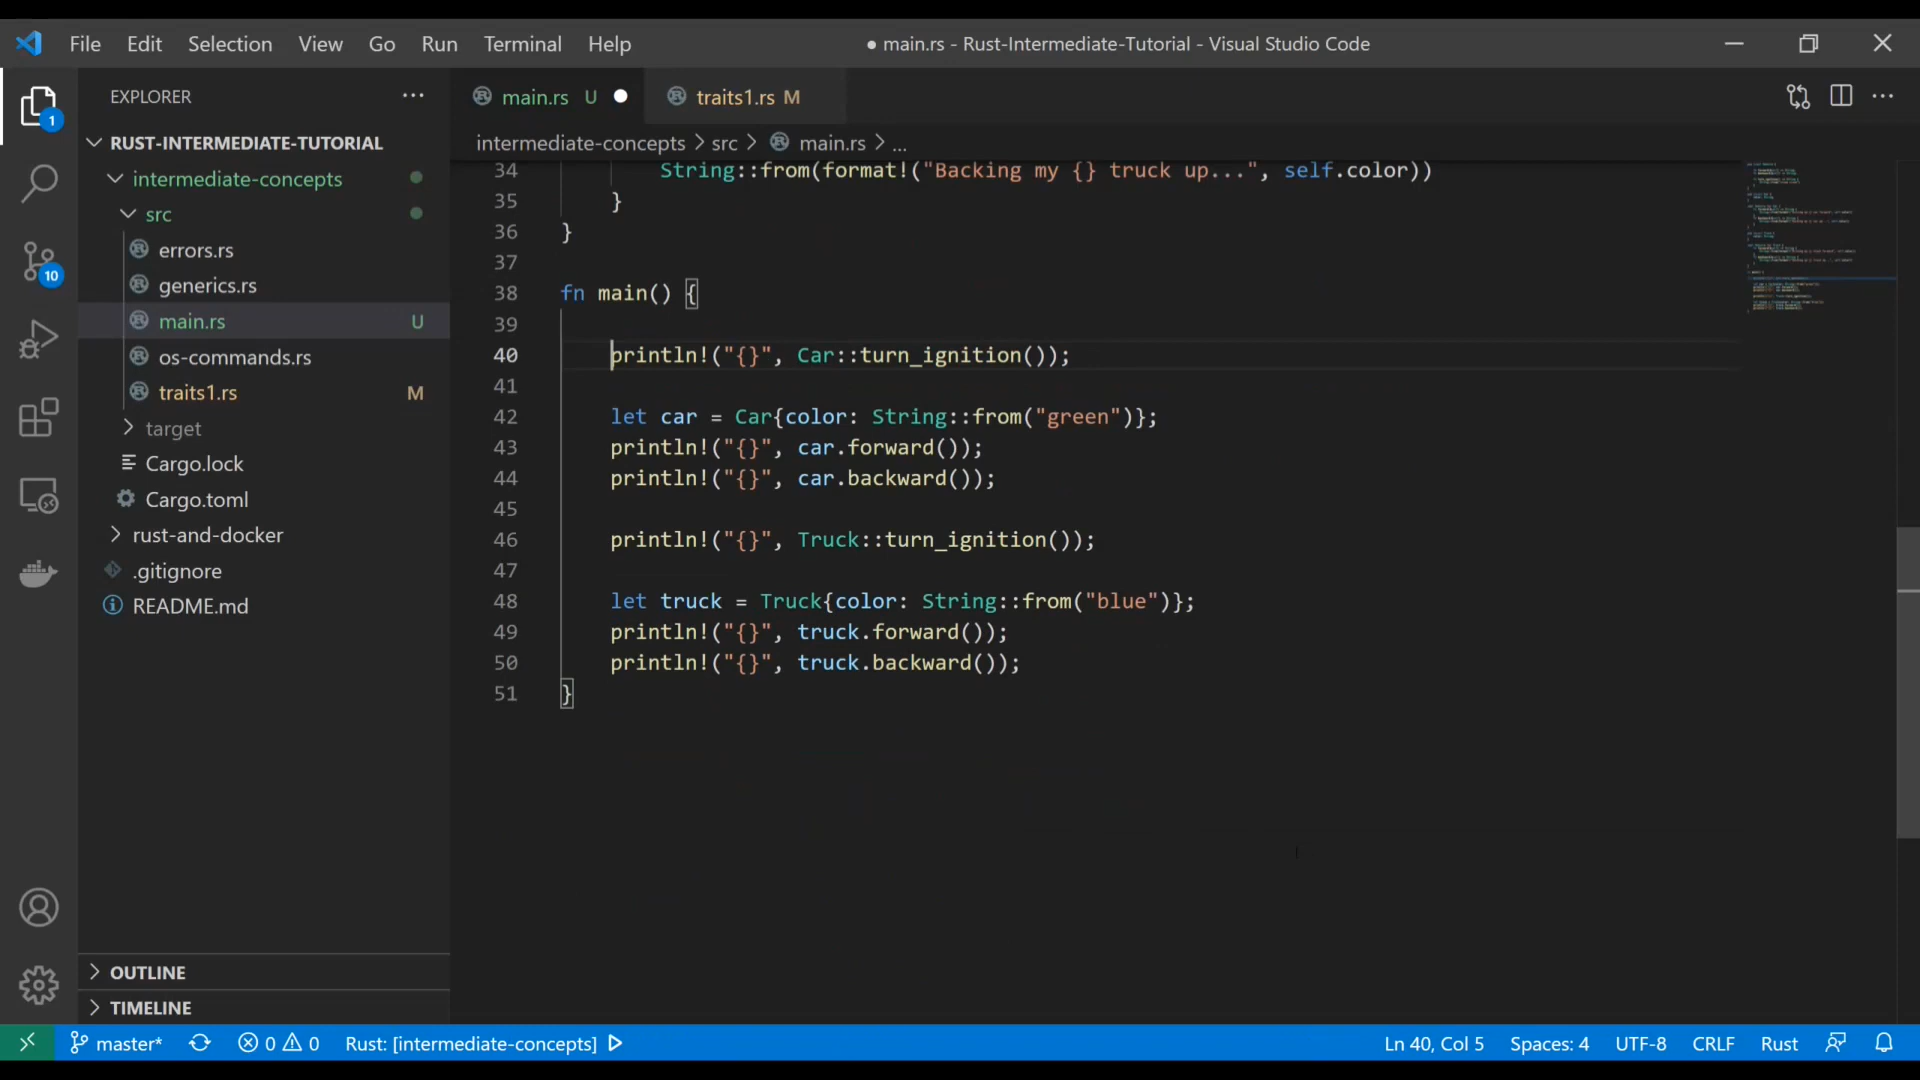 File Edit Selection View Go Run Terminal Help
● main.rs - Rust-Intermediate-Tutorial - Visual Studio Code
EXPLORER ...
main.rs U ●
traits1.rs M
1
RUST-INTERMEDIATE-TUTORIAL
intermediate-concepts > src > main.rs > ...
intermediate-concepts
src
errors.rs
generics.rs
main.rs U
os-commands.rs
traits1.rs M
target
Cargo.lock
Cargo.toml
rust-and-docker
.gitignore
README.md
10
34 String::from(format!("Backing my {} truck up...", self.color))
35 }
36 }
37
38 fn main() {
39
40 println!("{}", Car::turn_ignition());
41
42 let car = Car{color: String::from("green")};
43 println!("{}", car.forward());
44 println!("{}", car.backward());
45
46 println!("{}", Truck::turn_ignition());
47
48 let truck = Truck{color: String::from("blue")};
49 println!("{}", truck.forward());
50 println!("{}", truck.backward());
51 }
OUTLINE
TIMELINE
master* 0 0 Rust: [intermediate-concepts] Ln 40, Col 5 Spaces: 4 UTF-8 CRLF Rust